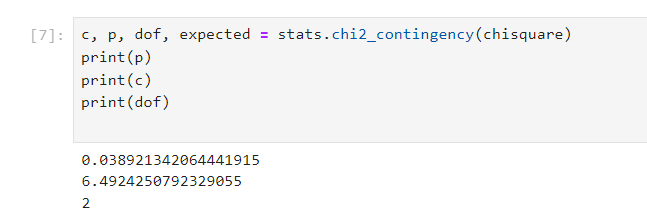 [7]: c, p, dof, expected = stats.chi2_contingency(chisquare)
print(p)
print(c)
print(dof)
0.038921342064441915
6.4924250792329055
2